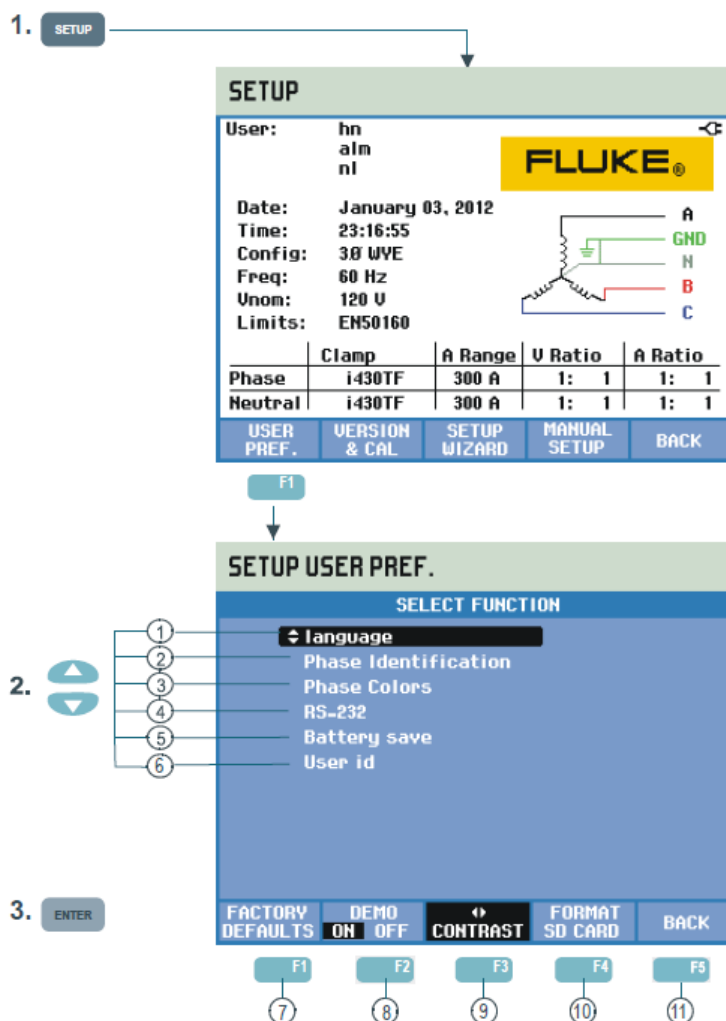 1. SETUP
SETUP
User: hn
alm
nl
FLUKE®
Date: January 03, 2012
Time: 23:16:55
Config: 3Ø WYE
Freq: 60 Hz
Vnom: 120 V
Limits: EN50160
A
GND
N
B
C
Clamp A Range V Ratio A Ratio
Phase i430TF 300 A 1: 1 1: 1
Neutral i430TF 300 A 1: 1 1: 1
USER PREF. VERSION & CAL SETUP WIZARD MANUAL SETUP BACK
F1
SETUP USER PREF.
SELECT FUNCTION
1 language
2 Phase Identification
2. 3 Phase Colors
4 RS-232
5 Battery save
6 User id
3. ENTER
FACTORY DEFAULTS DEMO ON OFF CONTRAST FORMAT SD CARD BACK
F1 F2 F3 F4 F5
7 8 9 10 11